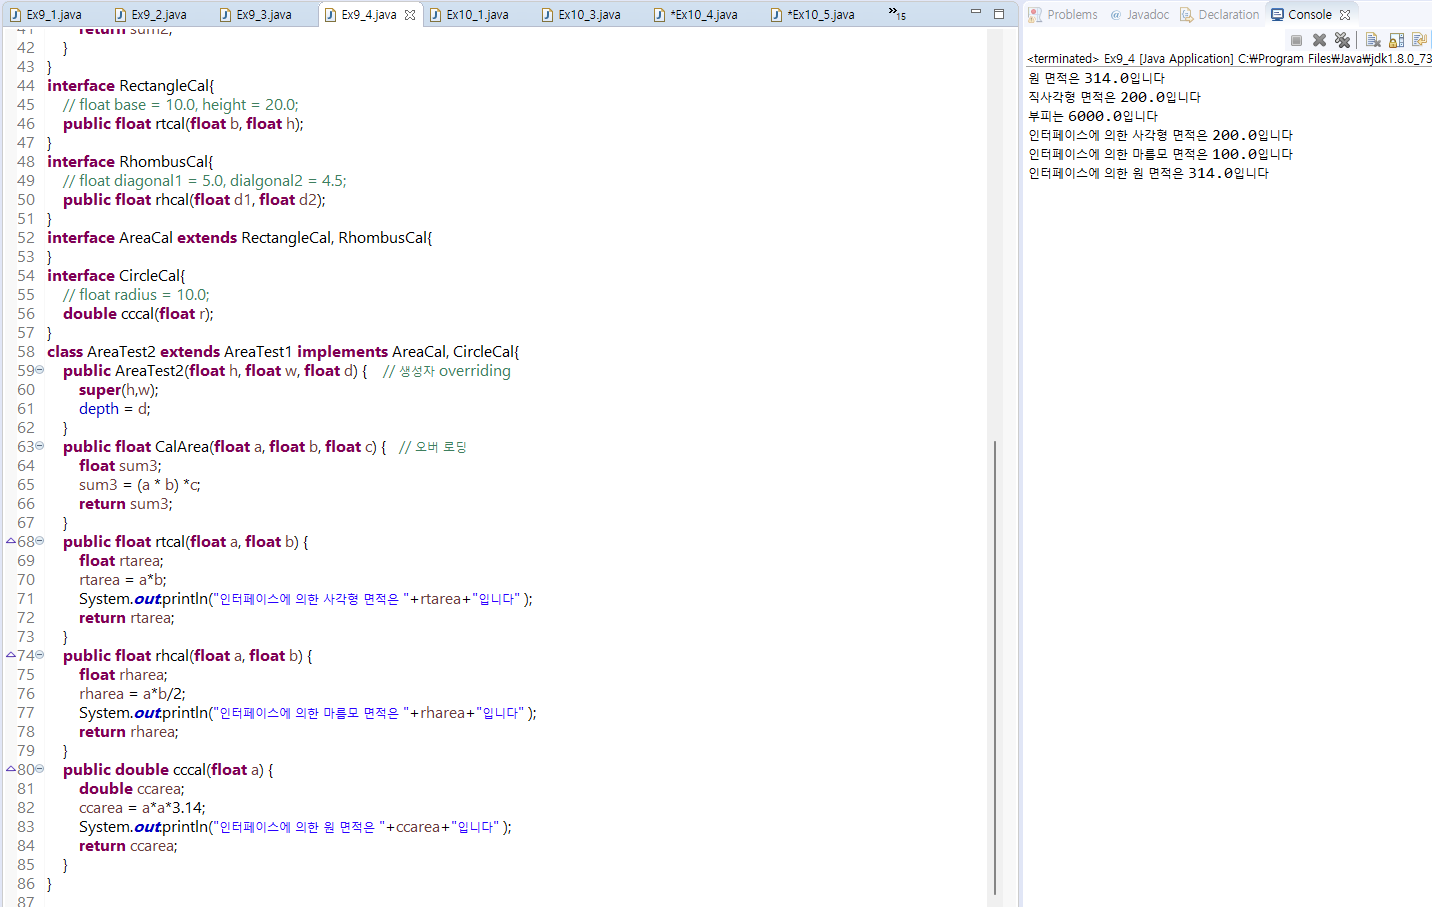 Ex9_1.java Ex9_2.java Ex9_3.java Ex9_4.java Ex10_1.java Ex10_3.java *Ex10_4.java *Ex10_5.java »15
41 return sum2;
42 }
43 }
44 interface RectangleCal{
45 // float base = 10.0, height = 20.0;
46 public float rtcal(float b, float h);
47 }
48 interface RhombusCal{
49 // float diagonal1 = 5.0, dialgonal2 = 4.5;
50 public float rhcal(float d1, float d2);
51 }
52 interface AreaCal extends RectangleCal, RhombusCal{
53 }
54 interface CircleCal{
55 // float radius = 10.0;
56 double cccal(float r);
57 }
58 class AreaTest2 extends AreaTest1 implements AreaCal, CircleCal{
59 public AreaTest2(float h, float w, float d) { // 생성자 overriding
60 super(h,w);
61 depth = d;
62 }
63 public float CalArea(float a, float b, float c) { // 오버 로딩
64 float sum3;
65 sum3 = (a * b) *c;
66 return sum3;
67 }
68 public float rtcal(float a, float b) {
69 float rtarea;
70 rtarea = a*b;
71 System.out.println("인터페이스에 의한 사각형 면적은 "+rtarea+"입니다" );
72 return rtarea;
73 }
74 public float rhcal(float a, float b) {
75 float rharea;
76 rharea = a*b/2;
77 System.out.println("인터페이스에 의한 마름모 면적은 "+rharea+"입니다" );
78 return rharea;
79 }
80 public double cccal(float a) {
81 double ccarea;
82 ccarea = a*a*3.14;
83 System.out.println("인터페이스에 의한 원 면적은 "+ccarea+"입니다" );
84 return ccarea;
85 }
86 }
87
Problems @ Javadoc Declaration Console
<terminated> Ex9_4 [Java Application] C:₩Program Files₩Java₩jdk1.8.0_73
원 면적은 314.0입니다
직사각형 면적은 200.0입니다
부피는 6000.0입니다
인터페이스에 의한 사각형 면적은 200.0입니다
인터페이스에 의한 마름모 면적은 100.0입니다
인터페이스에 의한 원 면적은 314.0입니다